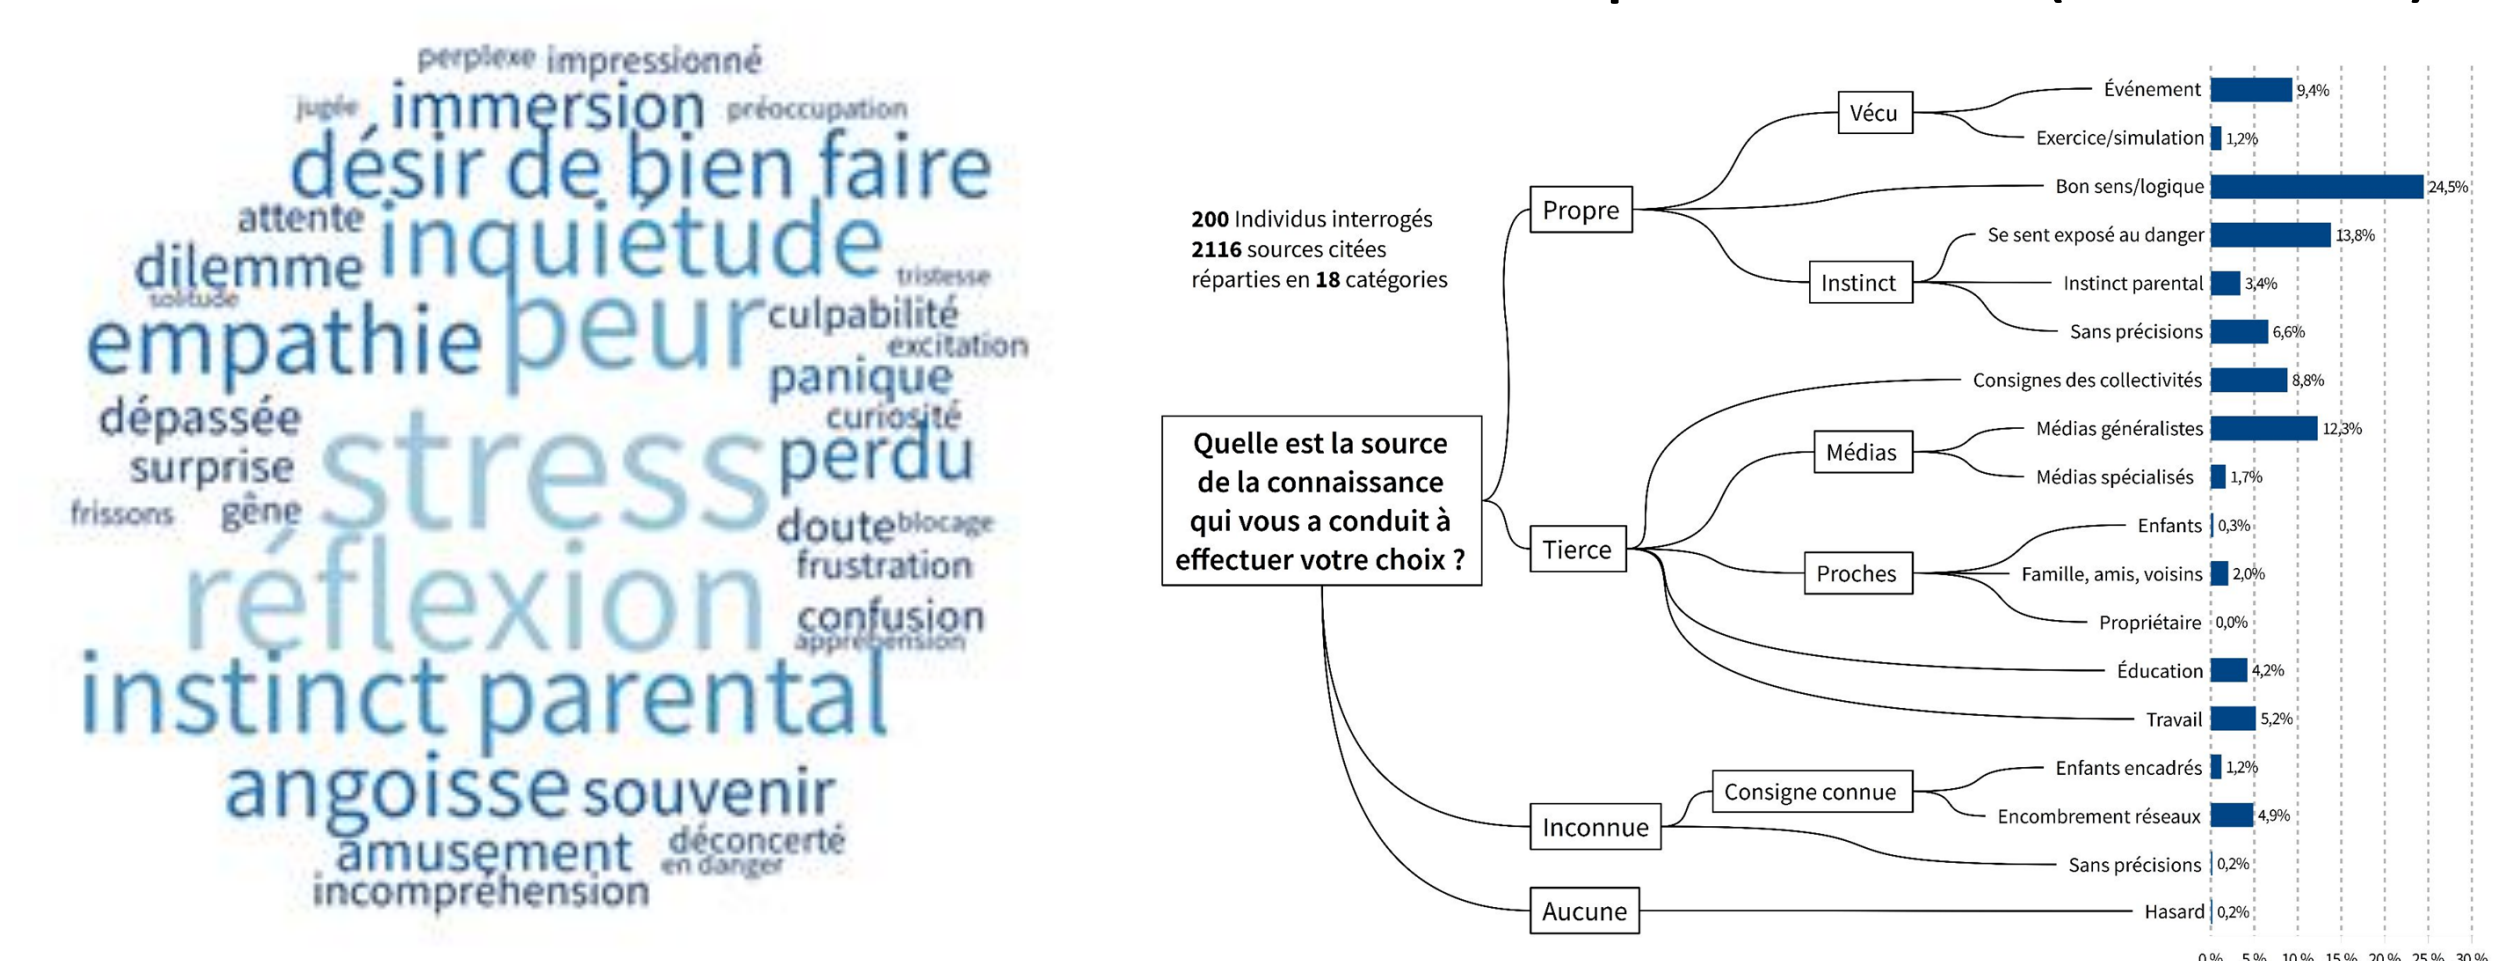 perplexe impressionné
jugée immersion préoccupation
désir de bien faire
attente inquiétude
dilemme tristesse
solitude
empathie peur culpabilité
excitation
panique
dépassée curiosité
surprise stress perdu
frissons gêne doute blocage
réflexion frustration
confusion
appréhension
instinct parental
angoisse souvenir
amusement déconcerté
en danger
incompréhension
200 Individus interrogés
2116 sources citées
réparties en 18 catégories
Quelle est la source
de la connaissance
qui vous a conduit à
effectuer votre choix ?
Propre
Vécu
Événement 9,4%
Exercice/simulation 1,2%
Bon sens/logique 24,5%
Instinct
Se sent exposé au danger 13,8%
Instinct parental 3,4%
Sans précisions 6,6%
Tierce
Consignes des collectivités 8,8%
Médias
Médias généralistes 12,3%
Médias spécialisés 1,7%
Proches
Enfants 0,3%
Famille, amis, voisins 2,0%
Propriétaire 0,0%
Éducation 4,2%
Travail 5,2%
Inconnue
Consigne connue
Enfants encadrés 1,2%
Encombrement réseaux 4,9%
Sans précisions 0,2%
Aucune
Hasard 0,2%
0 % 5 % 10 % 15 % 20 % 25 % 30 %